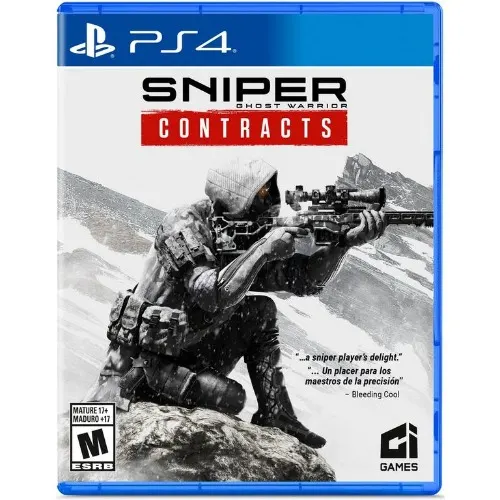 PS4
SNIPER
GHOST WARRIOR
CONTRACTS
"...a sniper player's delight."
"... Un placer para los
maestros de la precisión"
– Bleeding Cool
MATURE 17+
MADURO +17
M
ESRB
CI
GAMES